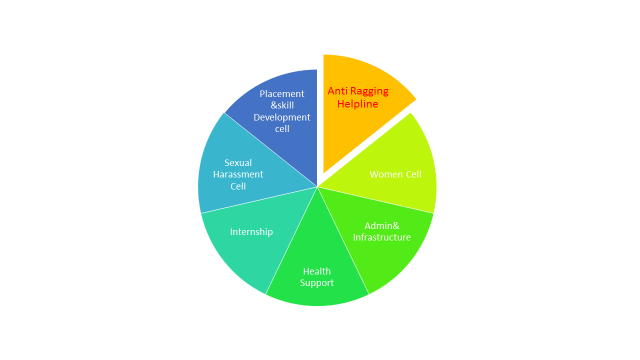 Anti Ragging
Helpline
Women Cell
Admin&
Infrastructure
Health
Support
Internship
Sexual
Harassment
Cell
Placement
&skill
Development
cell